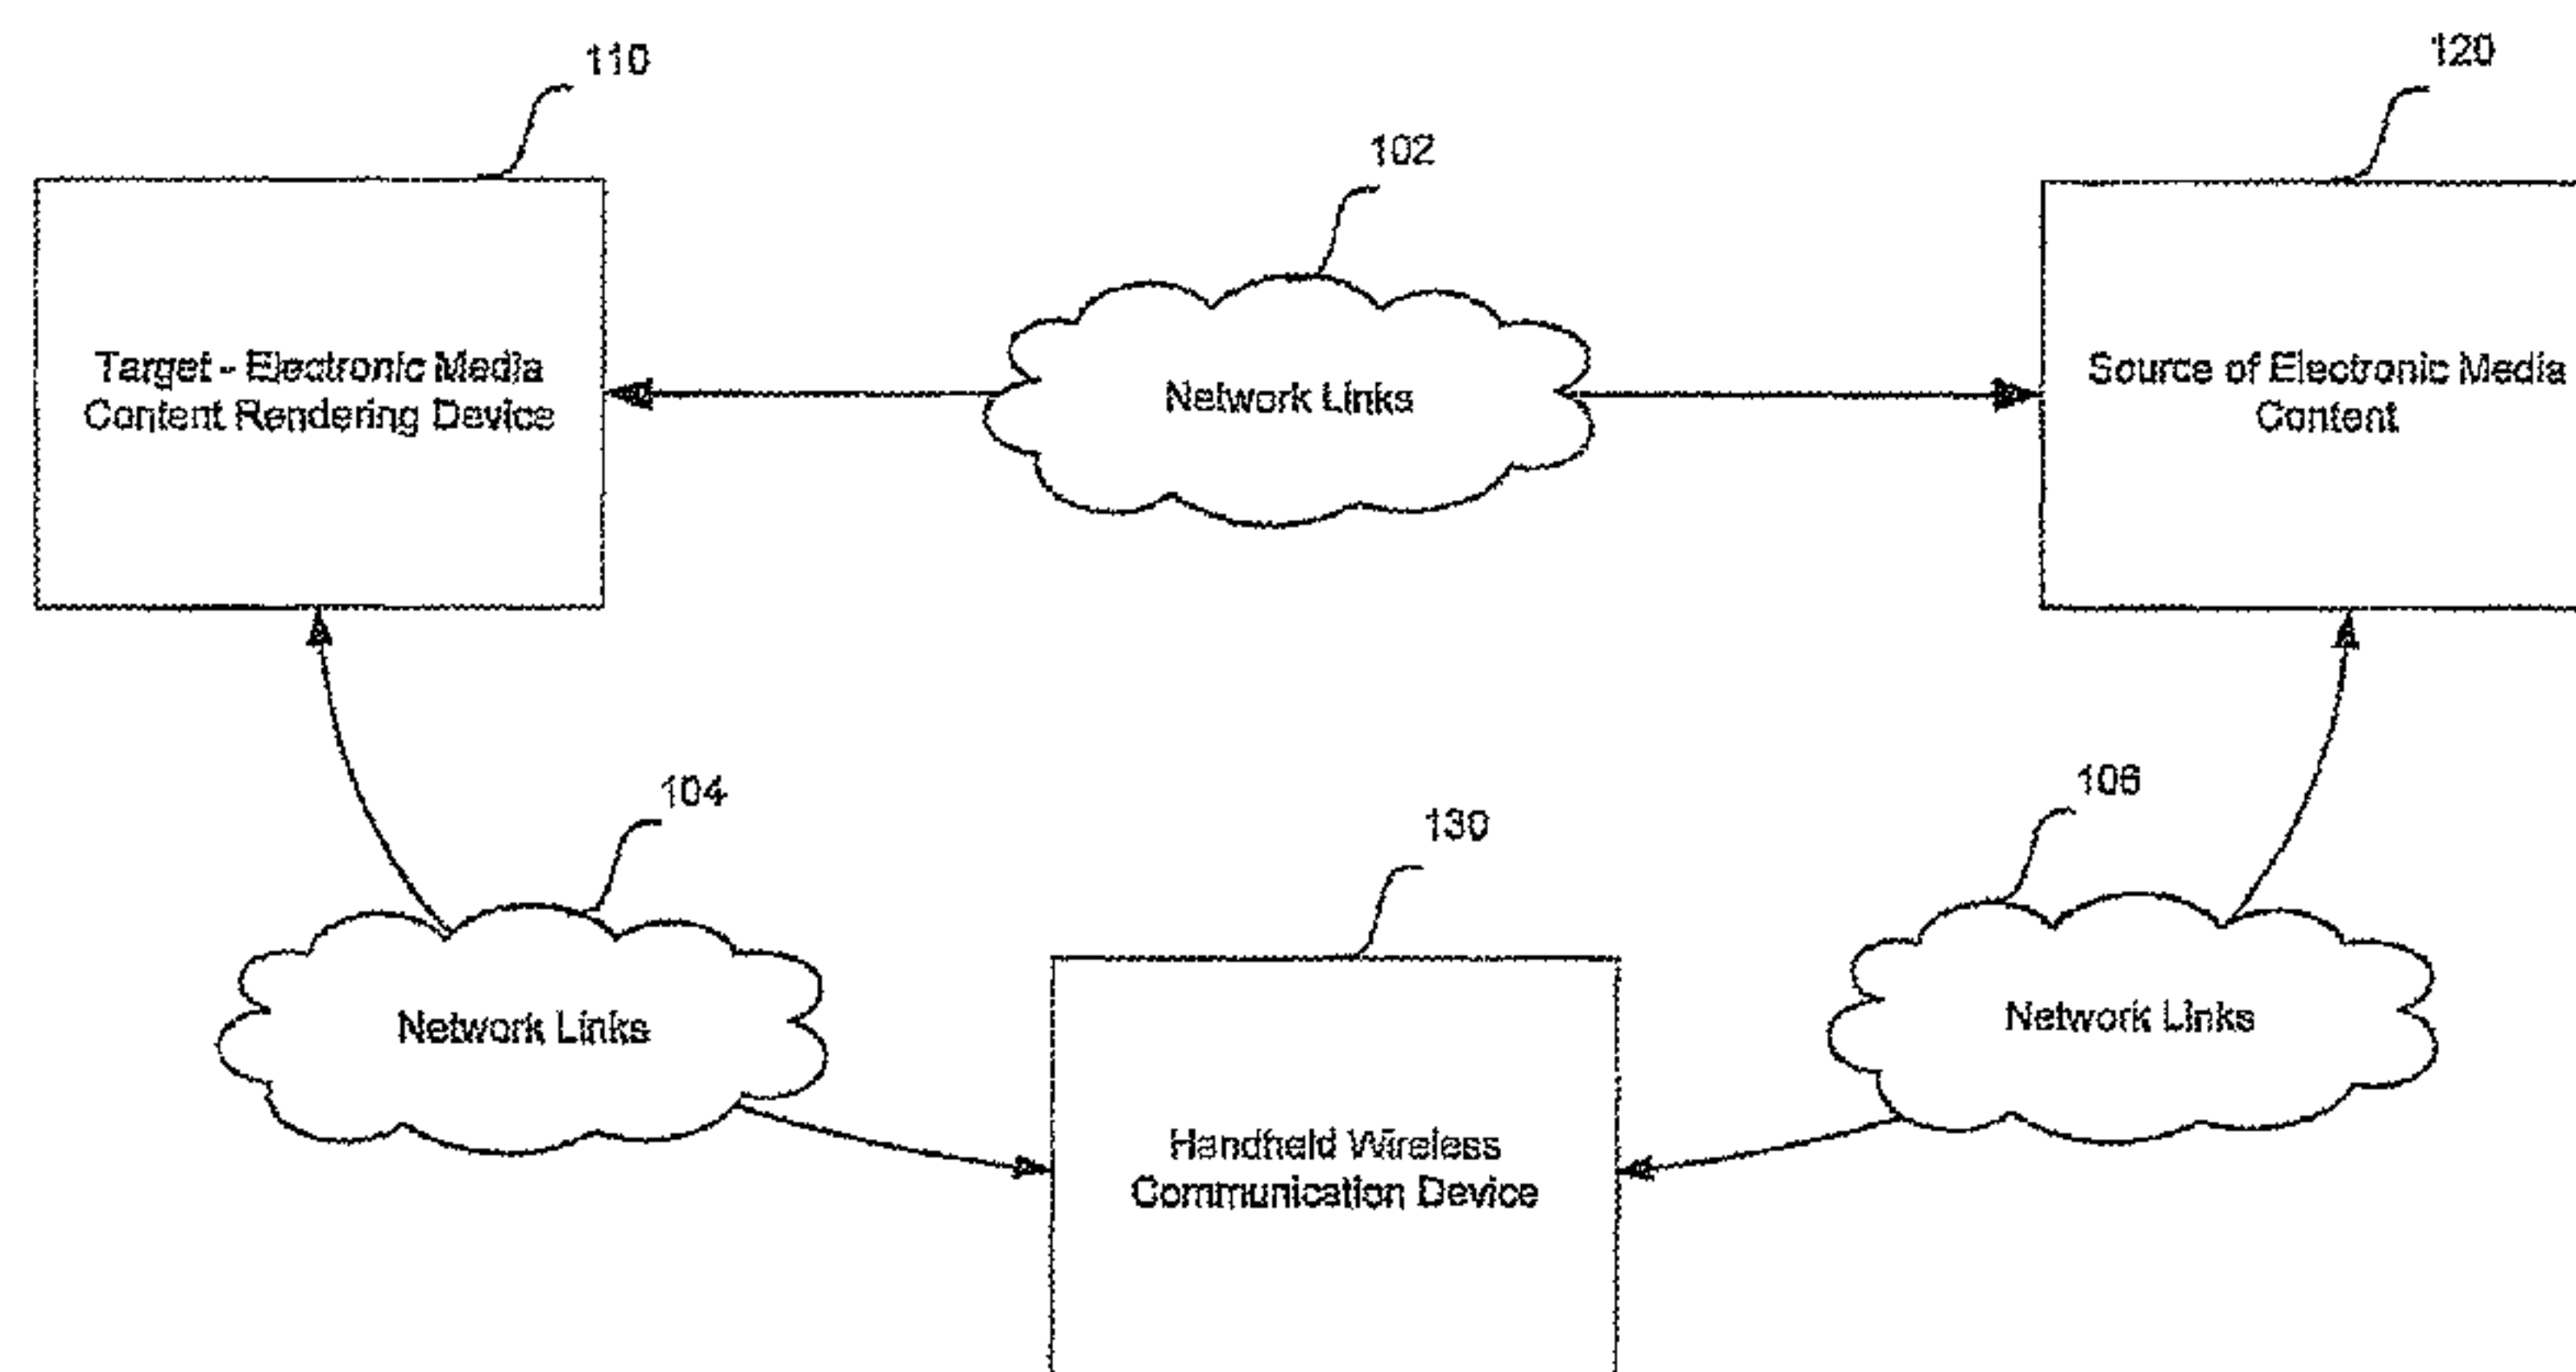 110
120
102
Target - Electronic Media
Content Rendering Device
Network Links
Source of Electronic Media
Content
104
130
106
Network Links
Network Links
Handheld Wireless
Communication Device